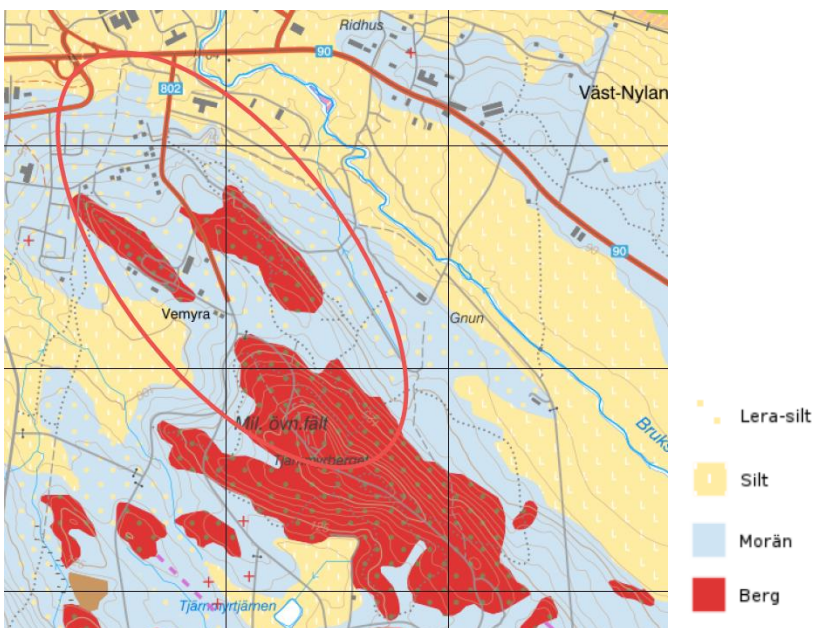 Ridhus
90
802
Väst-Nylan
90
Vemyra
Gnun
Mil. övn.fält
Bruks
Tjärnmyrtjärnen
Lera-silt
Silt
Morän
Berg